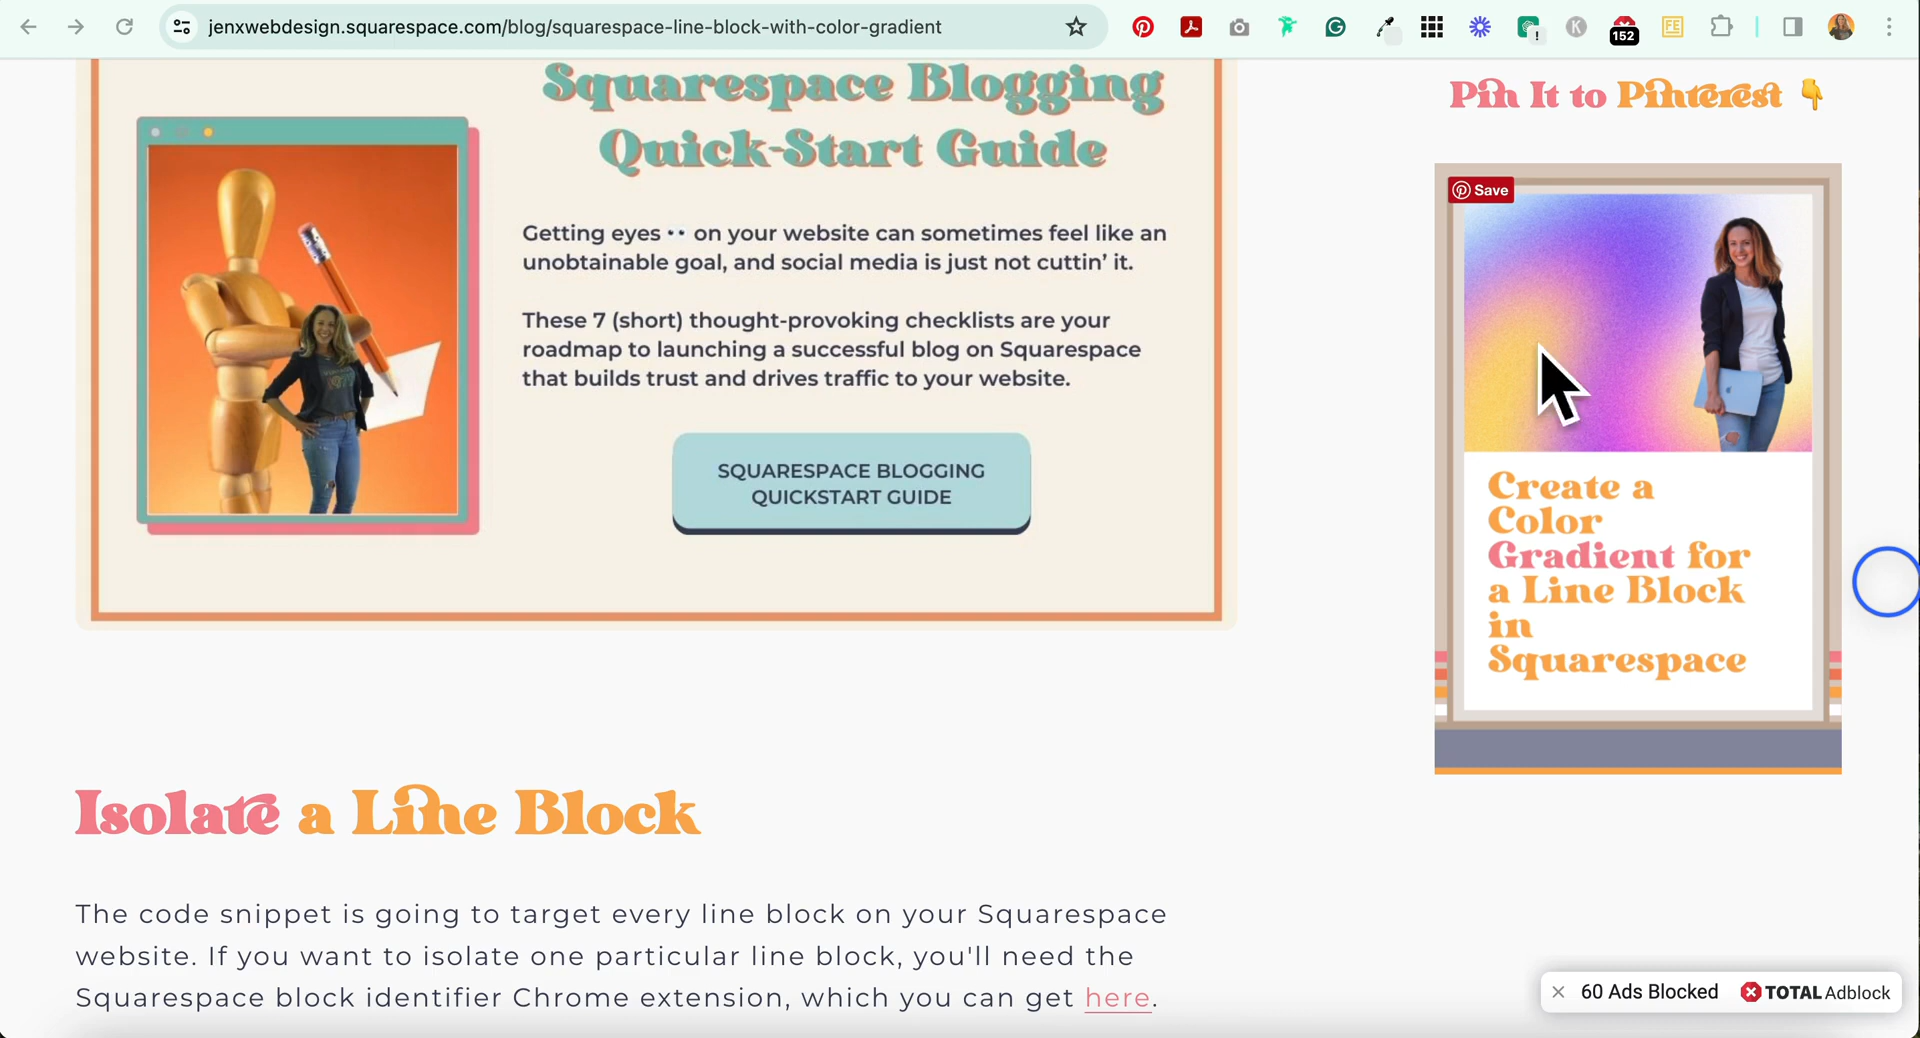 jenxwebdesign.squarespace.com/blog/squarespace-line-block-with-color-gradient
152
FE
K
!
Squarespace Blogging
Quick-Start Guide
Getting eyes 👀 on your website can sometimes feel like an
unobtainable goal, and social media is just not cuttin’ it.
These 7 (short) thought-provoking checklists are your
roadmap to launching a successful blog on Squarespace
that builds trust and drives traffic to your website.
SQUARESPACE BLOGGING
QUICKSTART GUIDE
Pin It to Pinterest 👇
Save
Create a
Color
Gradient for
a Line Block
in
Squarespace
Isolate a Line Block
The code snippet is going to target every line block on your Squarespace
website. If you want to isolate one particular line block, you'll need the
Squarespace block identifier Chrome extension, which you can get here.
60 Ads Blocked TOTAL Adblock